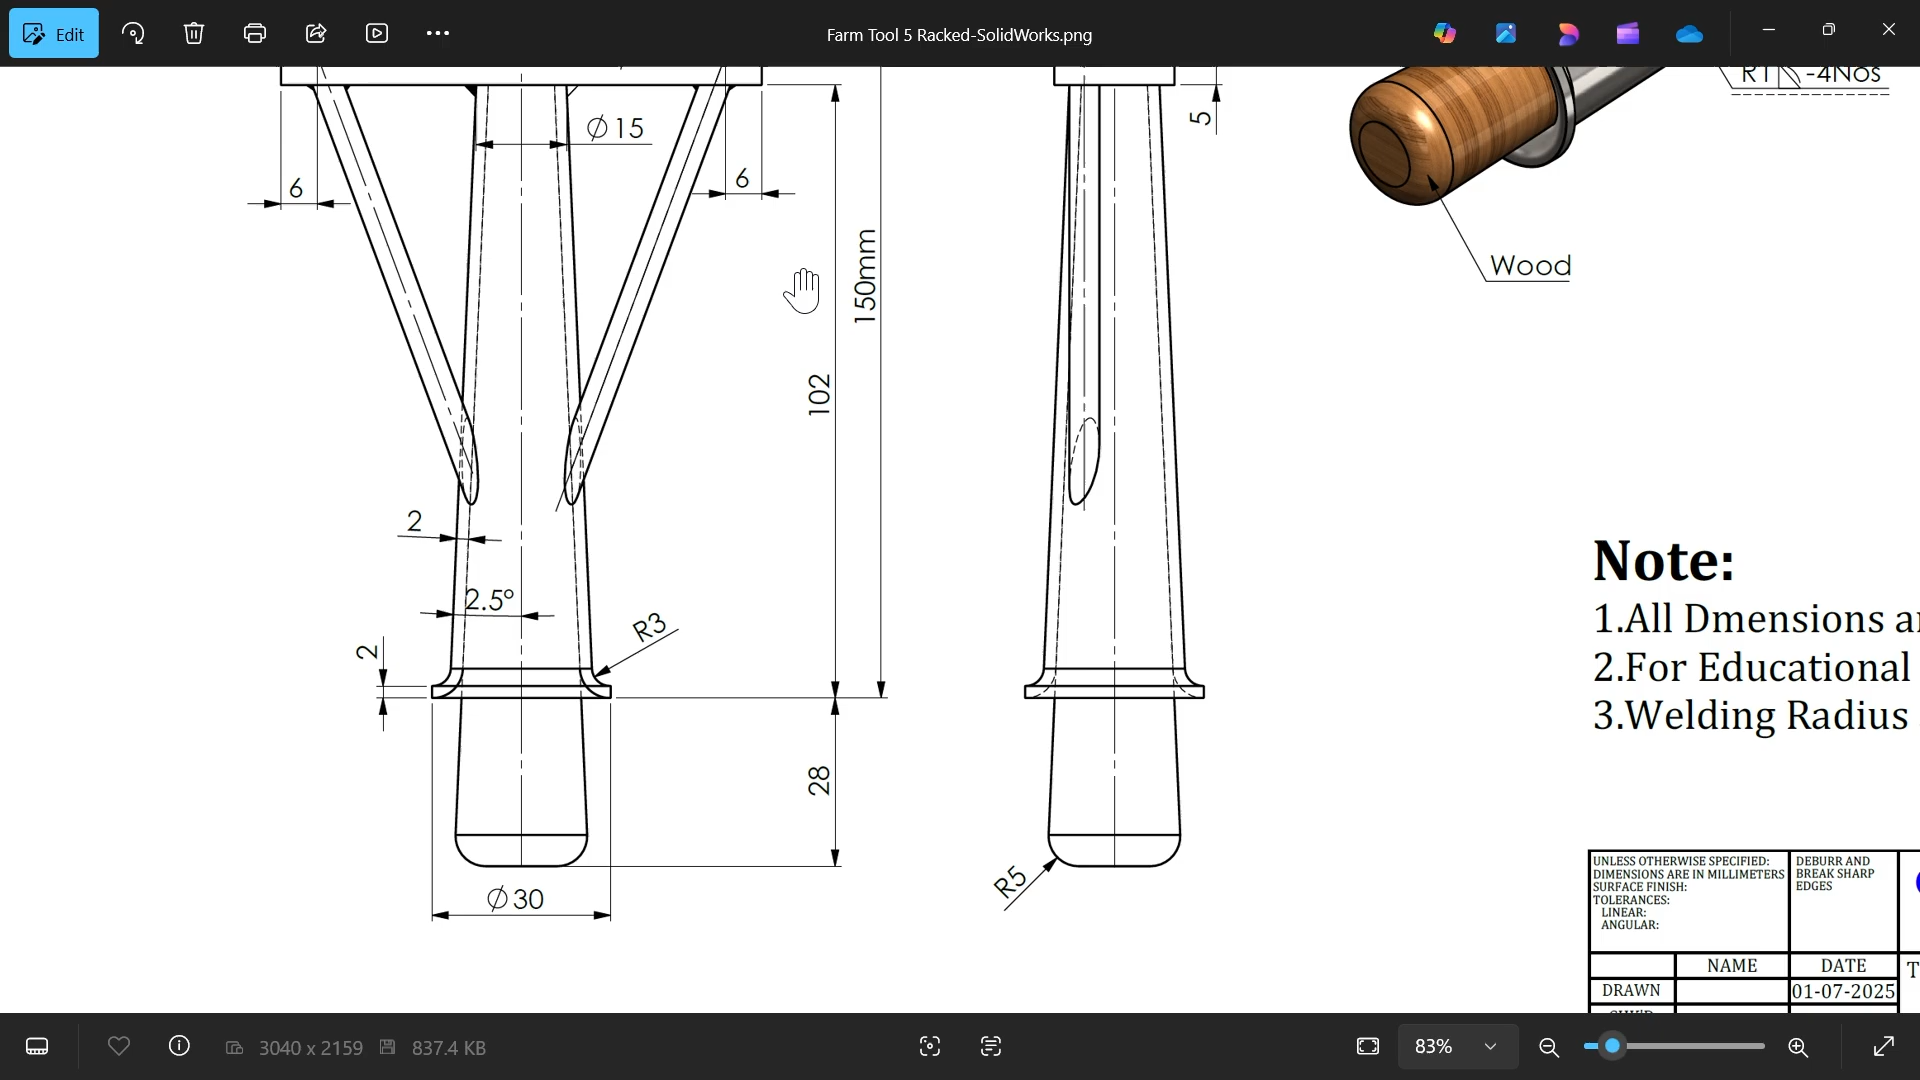 Edit
Farm Tool 5 Racked-SolidWorks.png
R1 -4Nos
5
∅15
6
6
150mm
Wood
102
2
2.5°
R3
2
28
R5
∅30
Note:
1.All Dmensions
2.For Educational
3.Welding Radius
UNLESS OTHERWISE SPECIFIED:
DIMENSIONS ARE IN MILLIMETERS
SURFACE FINISH:
TOLERANCES:
LINEAR:
ANGULAR:
DEBURR AND
BREAK SHARP
EDGES
NAME
DATE
DRAWN
01-07-2025
3040 x 2159
837.4 KB
83%